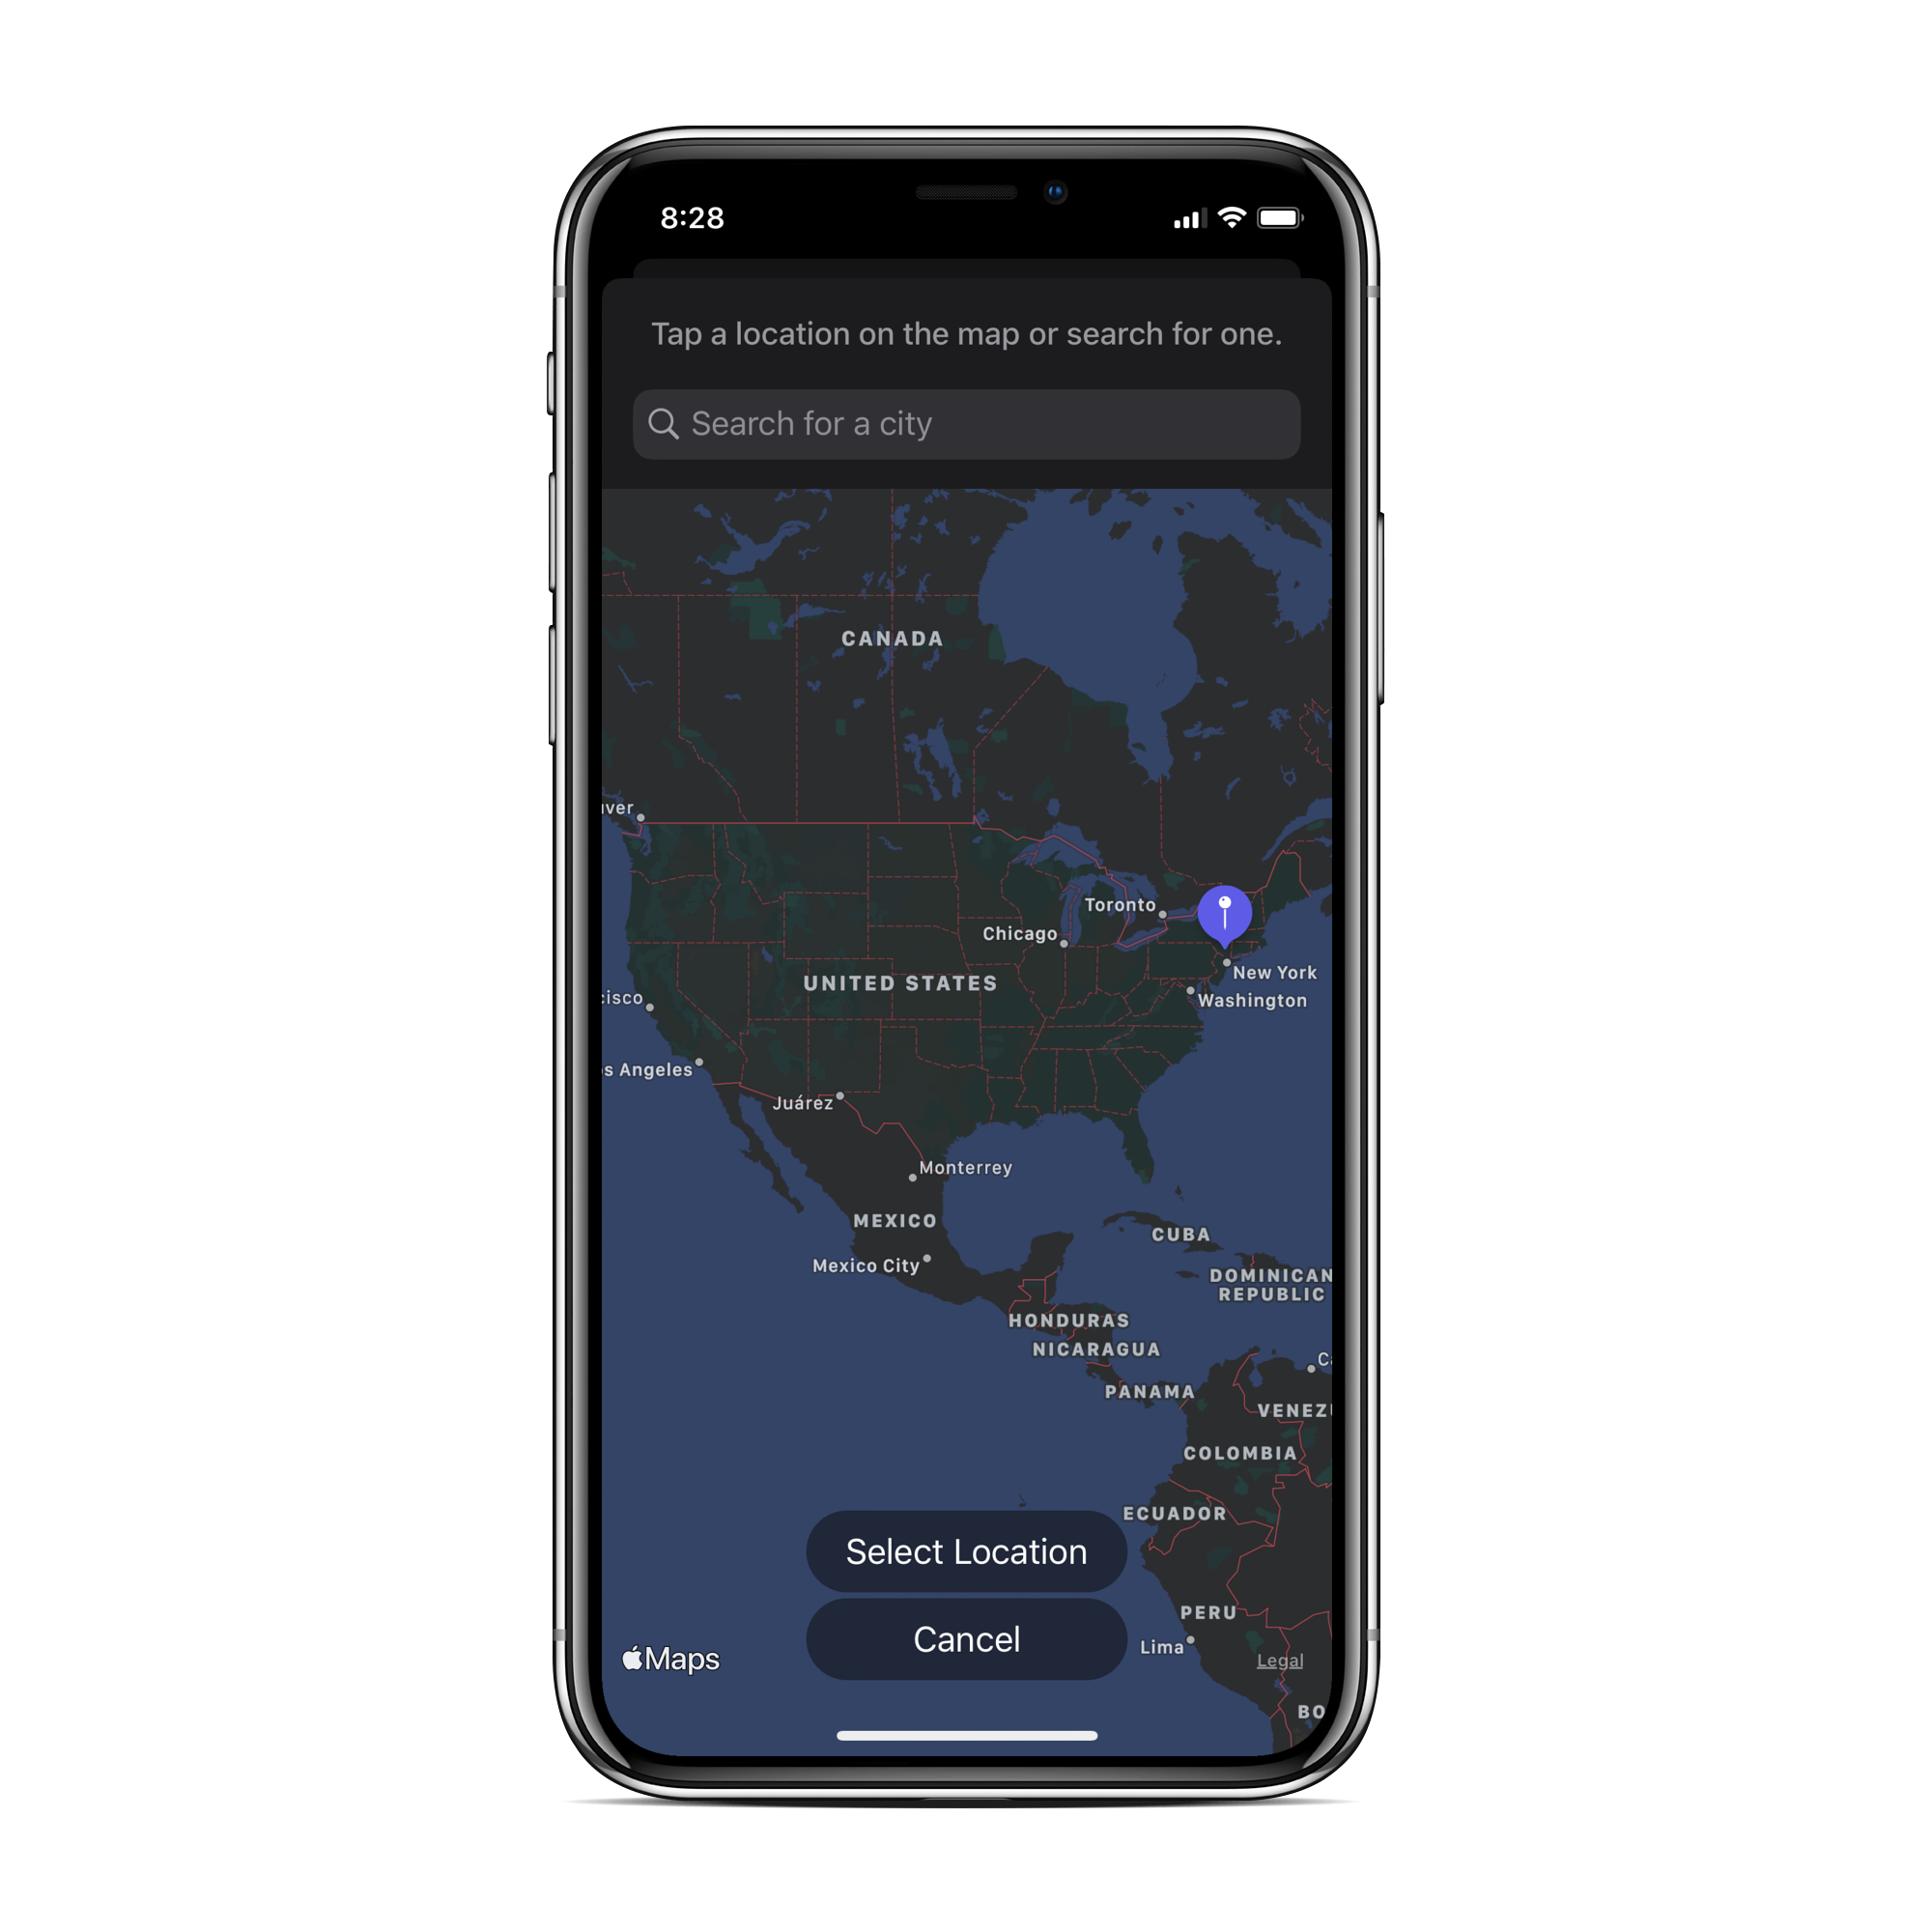 8:28
Tap a location on the map or search for one.
Search for a city
CANADA
Toronto
Chicago
New York
UNITED STATES
Washington
s Angeles
Juárez
Monterrey
MEXICO
CUBA
Mexico City
DOMINICAN
REPUBLIC
HONDURAS
NICARAGUA
PANAMA
VENEZ
COLOMBIA
ECUADOR
Select Location
PERU
Cancel
Lima
Maps
Legal
BO